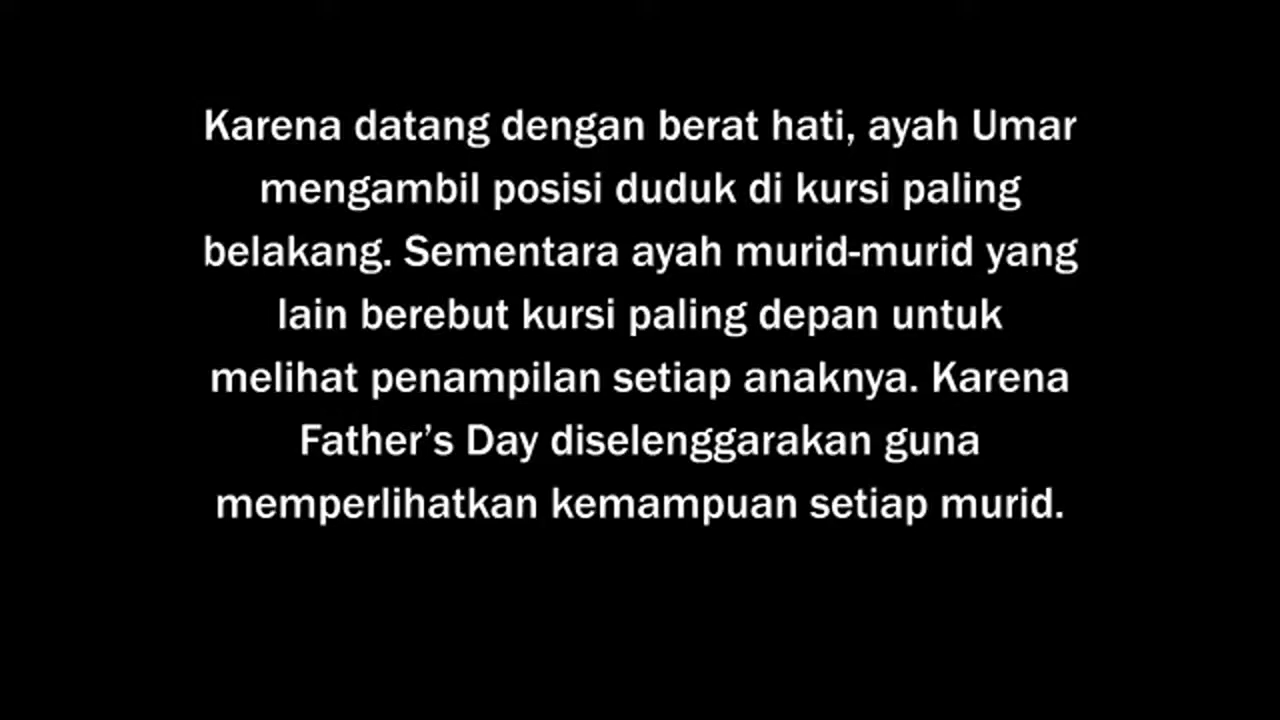 Karena datang dengan berat hati, ayah Umar
mengambil posisi duduk di kursi paling
belakang. Sementara ayah murid-murid yang
lain berebut kursi paling depan untuk
melihat penampilan setiap anaknya. Karena
Father’s Day diselenggarakan guna
memperlihatkan kemampuan setiap murid.